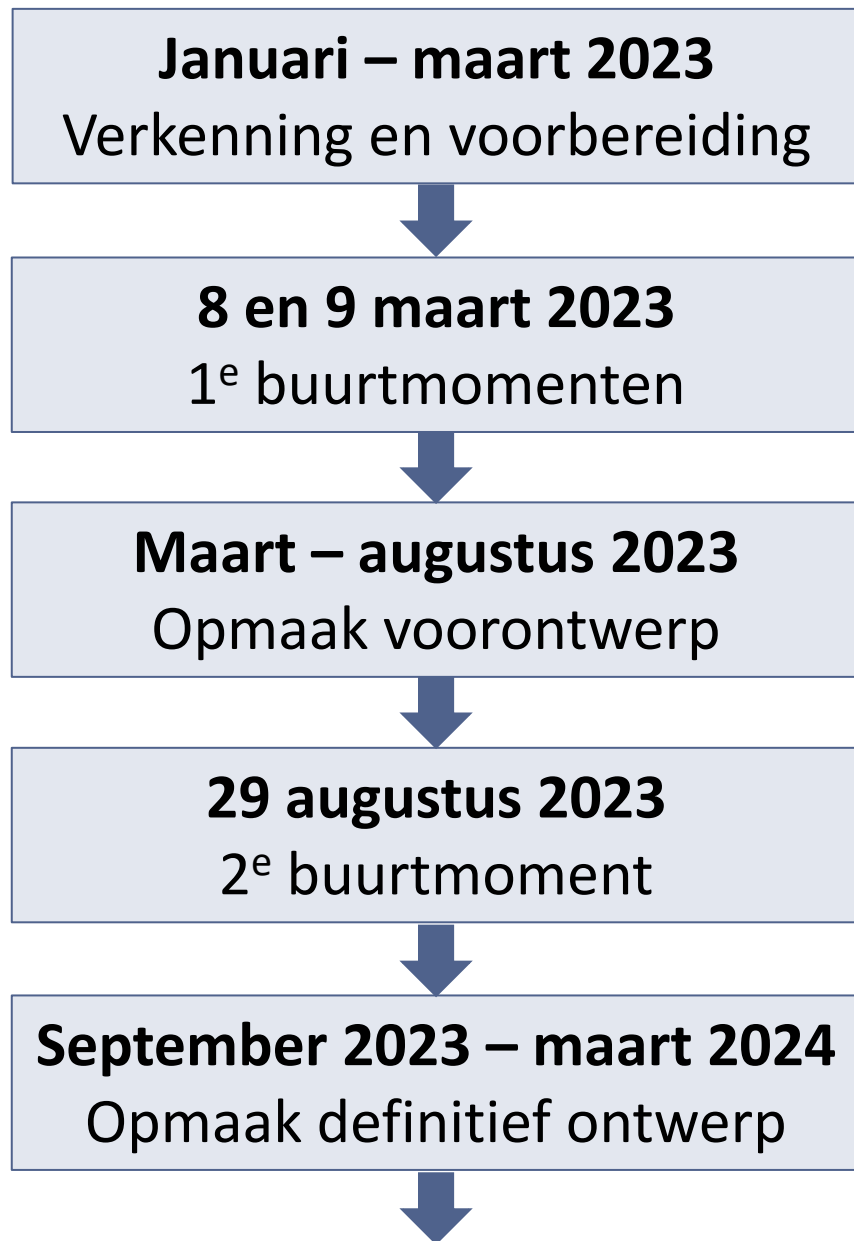 Januari – maart 2023
Verkenning en voorbereiding
8 en 9 maart 2023
1e buurtmomenten
Maart – augustus 2023
Opmaak voorontwerp
29 augustus 2023
2e buurtmoment
September 2023 – maart 2024
Opmaak definitief ontwerp